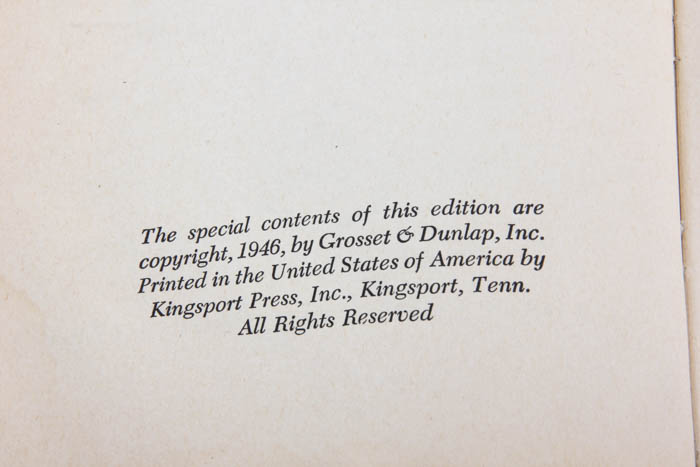 The special contents of this edition are
copyright, 1946, by Grosset & Dunlap, Inc.
Printed in the United States of America by
Kingsport Press, Inc., Kingsport, Tenn.
All Rights Reserved